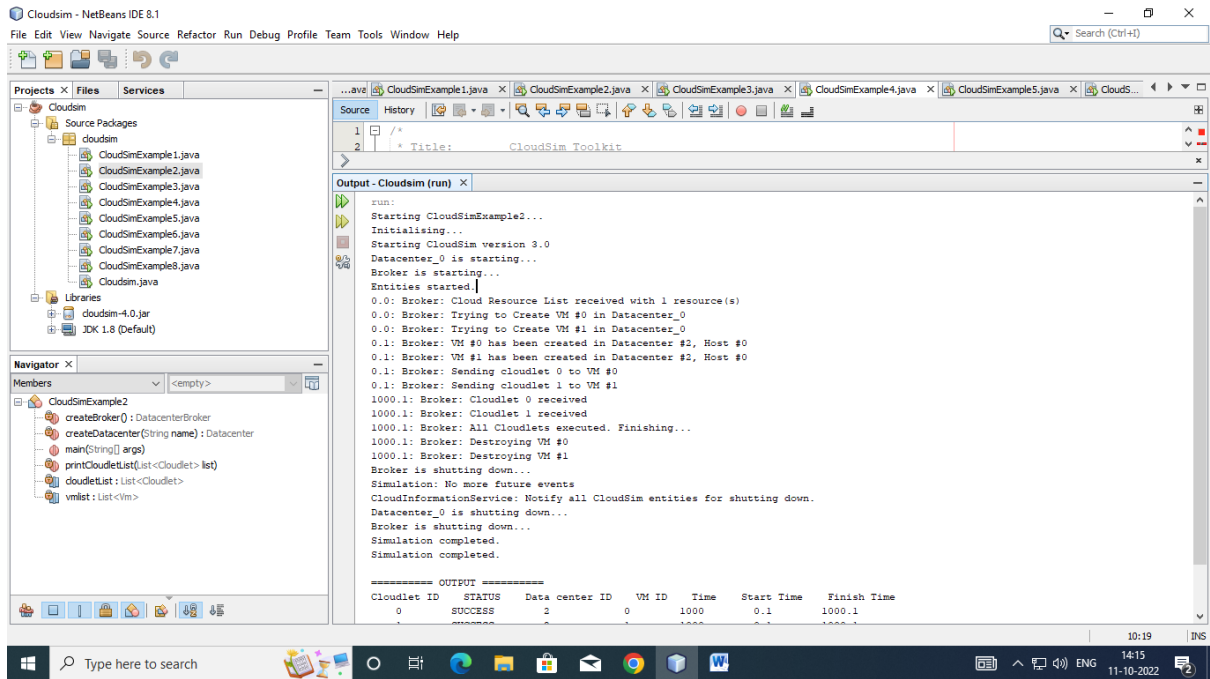 Cloudsim - NetBeans IDE 8.1
File Edit View Navigate Source Refactor Run Debug Profile Team Tools Window Help
Search (Ctrl+I)
Projects Files Services
Cloudsim
Source Packages
cloudsim
CloudSimExample1.java
CloudSimExample2.java
CloudSimExample3.java
CloudSimExample4.java
CloudSimExample5.java
CloudSimExample6.java
CloudSimExample7.java
CloudSimExample8.java
Cloudsim.java
Libraries
cloudsim-4.0.jar
JDK 1.8 (Default)
Navigator
Members <empty>
CloudSimExample2
createBroker() : DatacenterBroker
createDatacenter(String name) : Datacenter
main(String[] args)
printCloudletList(List<Cloudlet> list)
cloudletList : List<Cloudlet>
vmlist : List<Vm>
...ava CloudSimExample1.java CloudSimExample2.java CloudSimExample3.java CloudSimExample4.java CloudSimExample5.java CloudS...
Source History
1 /*
2 * Title: CloudSim Toolkit
Output - Cloudsim (run)
run:
Starting CloudSimExample2...
Initialising...
Starting CloudSim version 3.0
Datacenter_0 is starting...
Broker is starting...
Entities started.
0.0: Broker: Cloud Resource List received with 1 resource(s)
0.0: Broker: Trying to Create VM #0 in Datacenter_0
0.0: Broker: Trying to Create VM #1 in Datacenter_0
0.1: Broker: VM #0 has been created in Datacenter #2, Host #0
0.1: Broker: VM #1 has been created in Datacenter #2, Host #0
0.1: Broker: Sending cloudlet 0 to VM #0
0.1: Broker: Sending cloudlet 1 to VM #1
1000.1: Broker: Cloudlet 0 received
1000.1: Broker: Cloudlet 1 received
1000.1: Broker: All Cloudlets executed. Finishing...
1000.1: Broker: Destroying VM #0
1000.1: Broker: Destroying VM #1
Broker is shutting down...
Simulation: No more future events
CloudInformationService: Notify all CloudSim entities for shutting down.
Datacenter_0 is shutting down...
Broker is shutting down...
Simulation completed.
Simulation completed.
========== OUTPUT ==========
Cloudlet ID STATUS Data center ID VM ID Time Start Time Finish Time
0 SUCCESS 2 0 1000 0.1 1000.1
10:19 INS
Type here to search
W
ENG
14:15
11-10-2022
2